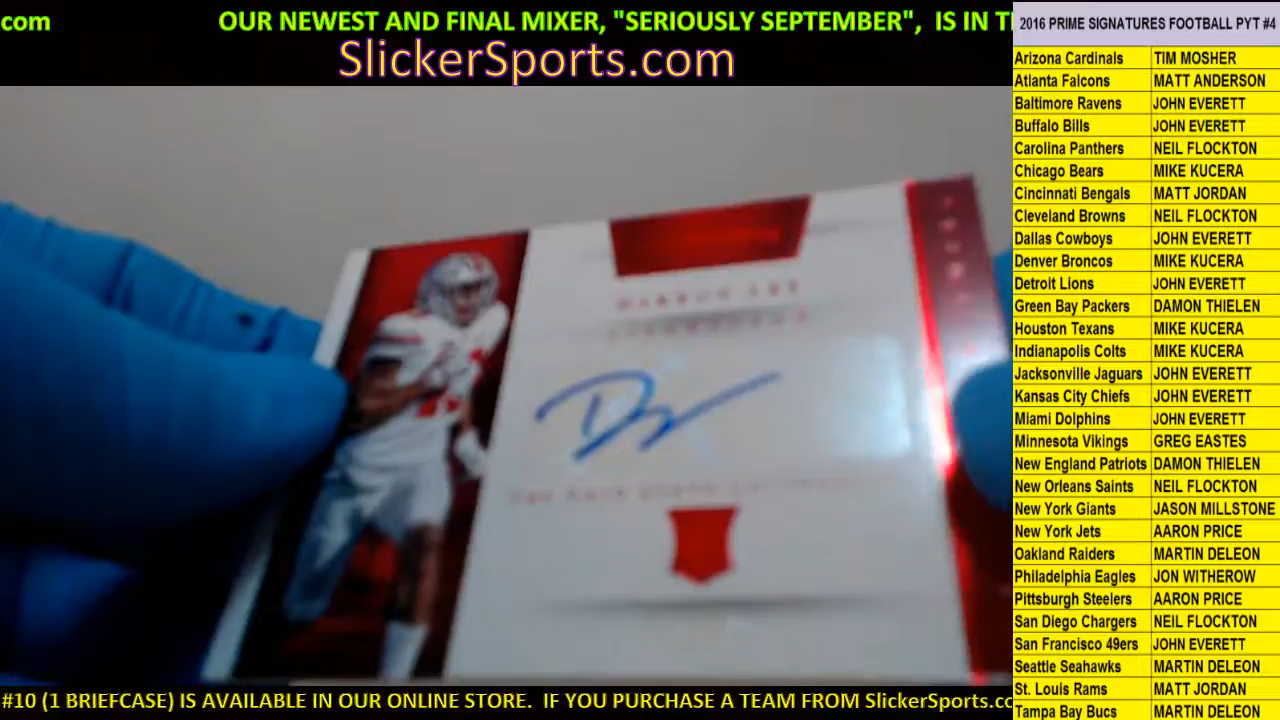 com OUR NEWEST AND FINAL MIXER, "SERIOUSLY SEPTEMBER", IS IN T
SlickerSports.com
2016 PRIME SIGNATURES FOOTBALL PYT #4
Arizona Cardinals TIM MOSHER
Atlanta Falcons MATT ANDERSON
Baltimore Ravens JOHN EVERETT
Buffalo Bills JOHN EVERETT
Carolina Panthers NEIL FLOCKTON
Chicago Bears MIKE KUCERA
Cincinnati Bengals MATT JORDAN
Cleveland Browns NEIL FLOCKTON
Dallas Cowboys JOHN EVERETT
Denver Broncos MIKE KUCERA
Detroit Lions JOHN EVERETT
Green Bay Packers DAMON THIELEN
Houston Texans MIKE KUCERA
Indianapolis Colts MIKE KUCERA
Jacksonville Jaguars JOHN EVERETT
Kansas City Chiefs JOHN EVERETT
Miami Dolphins JOHN EVERETT
Minnesota Vikings GREG EASTES
New England Patriots DAMON THIELEN
New Orleans Saints NEIL FLOCKTON
New York Giants JASON MILLSTONE
New York Jets AARON PRICE
Oakland Raiders MARTIN DELEON
Philadelphia Eagles JON WITHEROW
Pittsburgh Steelers AARON PRICE
San Diego Chargers NEIL FLOCKTON
San Francisco 49ers JOHN EVERETT
Seattle Seahawks MARTIN DELEON
St. Louis Rams MATT JORDAN
Tampa Bay Bucs MARTIN DELEON
DARRON LEE
#10 (1 BRIEFCASE) IS AVAILABLE IN OUR ONLINE STORE. IF YOU PURCHASE A TEAM FROM SlickerSports.co